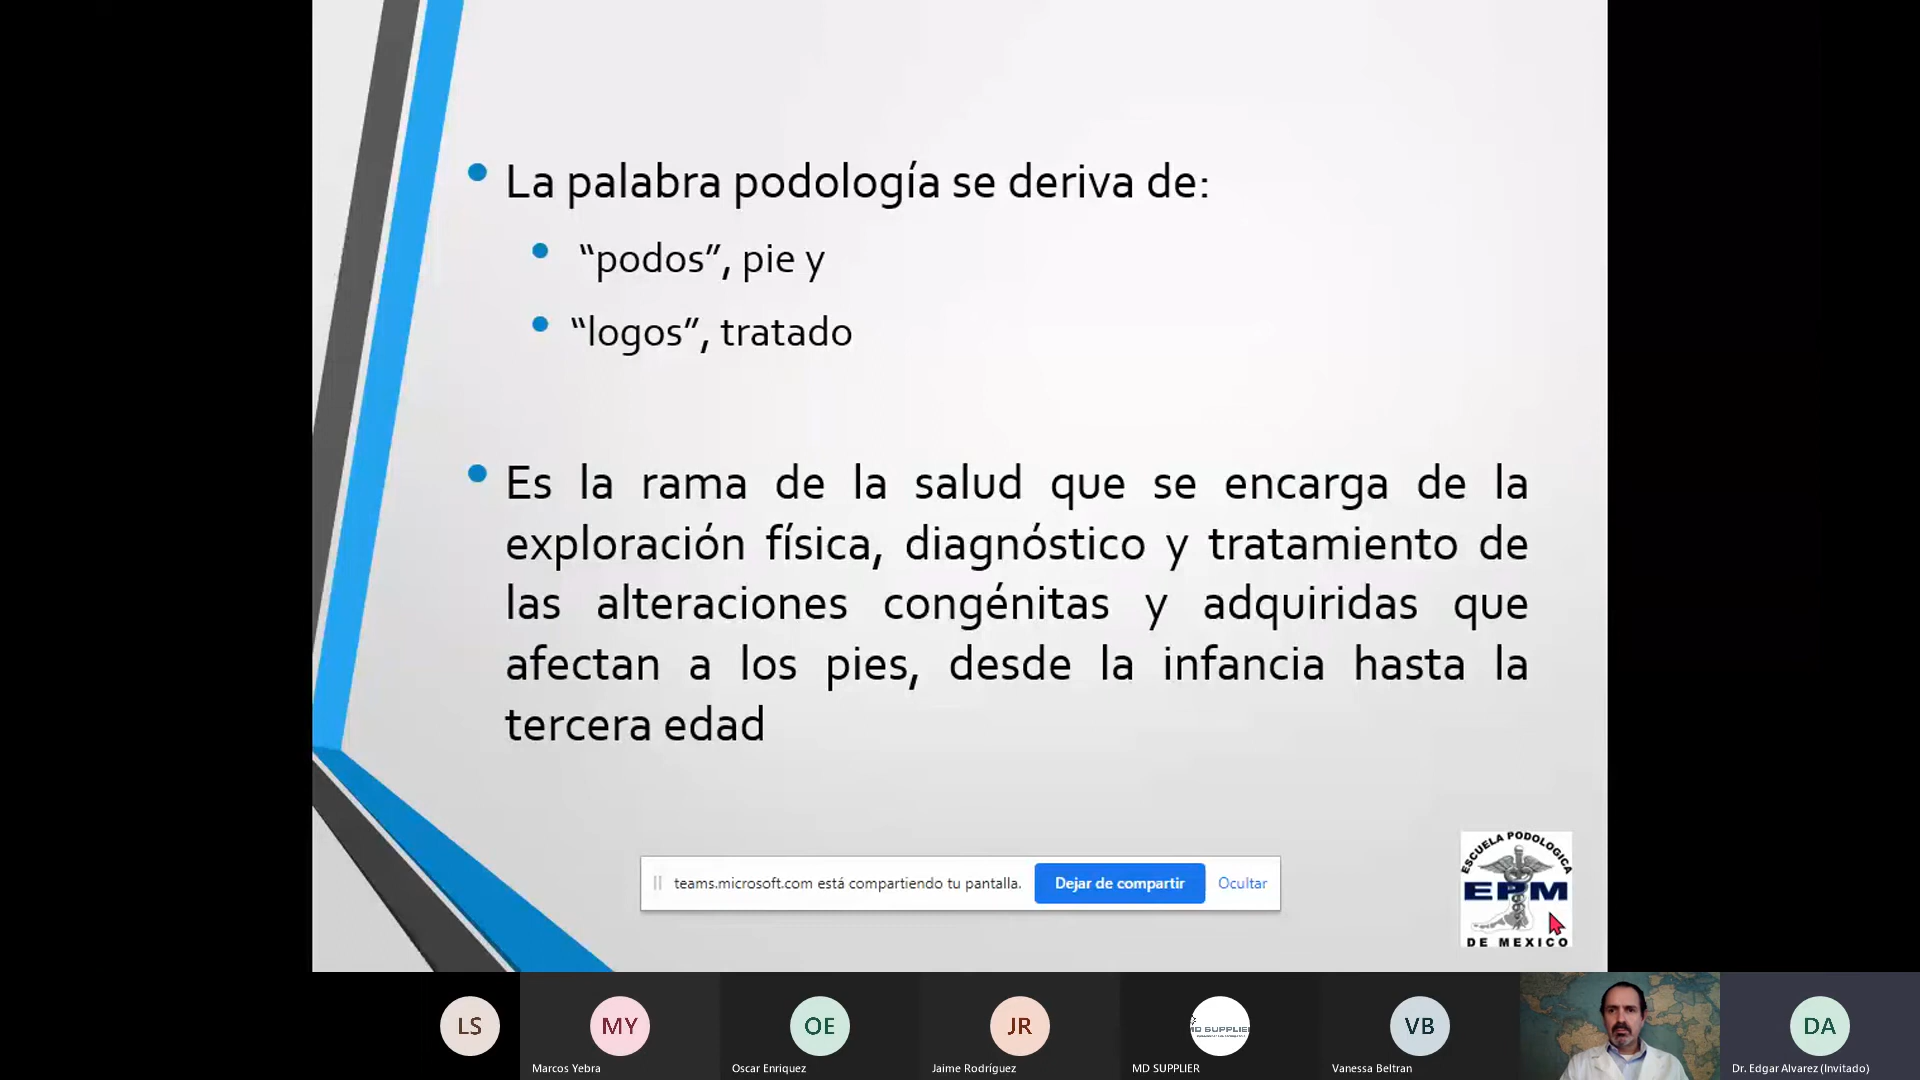 La palabra podología se deriva de:
“podos”, pie y
“logos”, tratado
Es la rama de la salud que se encarga de la
exploración física, diagnóstico y tratamiento de
las alteraciones congénitas y adquiridas que
afectan a los pies, desde la infancia hasta la
tercera edad
ESCUELA PODOLOGICA
EPM
DE MEXICO
teams.microsoft.com está compartiendo tu pantalla.
Dejar de compartir
Ocultar
LS
MY
OE
JR
MD SUPPLIER
VB
DA
Marcos Yebra
Oscar Enriquez
Jaime Rodríguez
MD SUPPLIER
Vanessa Beltran
Dr. Edgar Alvarez (Invitado)